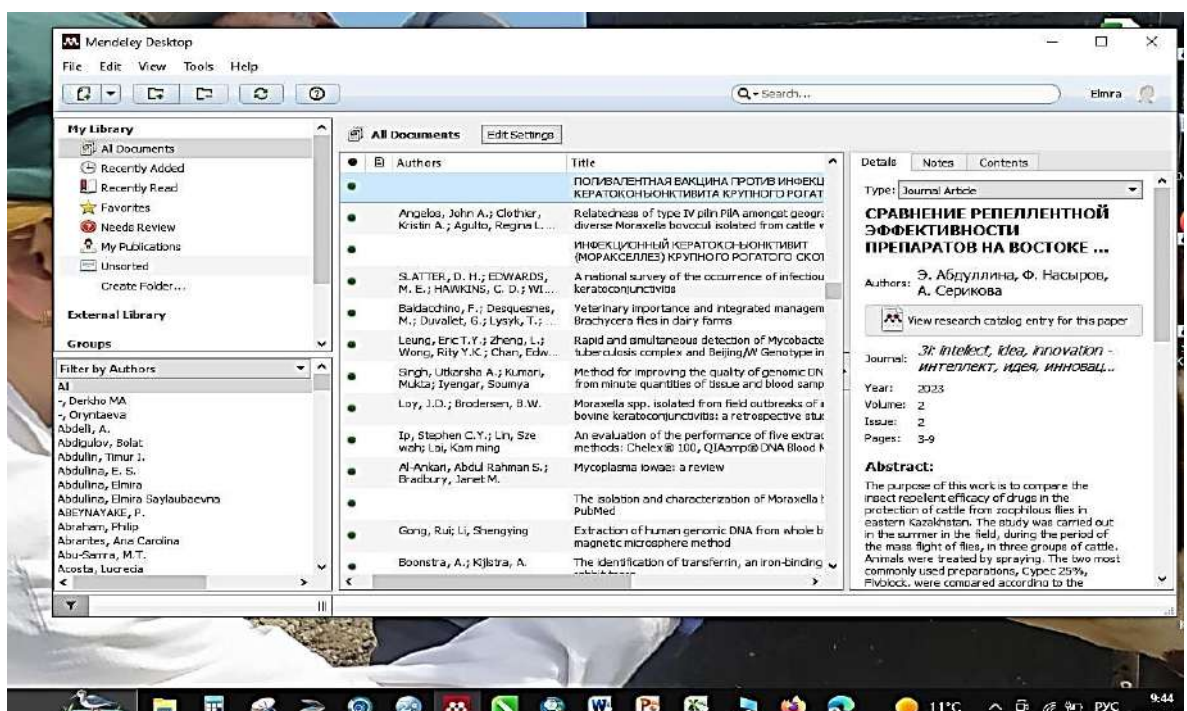 Mendeley Desktop
File Edit View Tools Help
Search...
Elmra
My Library
All Documents
Recently Added
Recently Read
Favorites
Needs Review
My Publications
Unsorted
Create Folder...
External Library
Groups
Filter by Authors
All
-, Derkho MA
-, Oryntaeva
Abdeli, A.
Abdigulov, Bolat
Abdulin, Timur I.
Abdulina, E. S.
Abdulina, Elmira
Abdulina, Elmira Saylaubaevna
ABEYNAYAKE, P.
Abraham, Philip
Abrantes, Ana Carolina
Abu-Samra, M.T.
Acosta, Lucrecia
All Documents
Edit Settings
Authors Title
ПОЛИВАЛЕНТНАЯ ВАКЦИНА ПРОТИВ ИНФЕКЦ
КЕРАТОКОНЬЮНКТИВИТА КРУПНОГО РОГАТ
Angelos, John A.; Clothier, Relatedness of type IV pilin PilA amongst geogra
Kristin A.; Agulto, Regina L.... diverse Moraxella bovoculi isolated from cattle
ИНФЕКЦИОННЫЙ КЕРАТОКОНЬЮНКТИВИТ
(МОРАКСЕЛЛЕЗ) КРУПНОГО РОГАТОГО СКОТ
SLATTER, D. H.; EDWARDS, A national survey of the occurrence of infectiou
M. E.; HAWKINS, C. D.; WI... keratoconjunctivitis
Baldacchino, F.; Desquesnes, Veterinary importance and integrated managem
M.; Duvallet, G.; Lysyk, T.; ... Brachycera flies in dairy farms
Leung, Eric T.Y.; Zheng, L.; Rapid and simultaneous detection of Mycobacte
Wong, Rity Y.K.; Chan, Edw... tuberculosis complex and Beijing/W Genotype in
Singh, Utkarsha A.; Kumari, Method for improving the quality of genomic DN
Mukta; Iyengar, Soumya from minute quantities of tissue and blood samp
Loy, J.D.; Brodersen, B.W. Moraxella spp. isolated from field outbreaks of i
bovine keratoconjunctivitis: a retrospective stu
Ip, Stephen C.Y.; Lin, Sze An evaluation of the performance of five extrac
wah; Lai, Kam ming methods: Chelex® 100, QIAamp® DNA Blood M
Al-Ankari, Abdul Rahman S.; Mycoplasma iowae: a review
Bradbury, Janet M.
The isolation and characterization of Moraxella b
PubMed
Gong, Rui; Li, Shengying Extraction of human genomic DNA from whole b
magnetic microsphere method
Boonstra, A.; Kijlstra, A. The identification of transferrin, an iron-binding
Details Notes Contents
Type: Journal Article
СРАВНЕНИЕ РЕПЕЛЛЕНТНОЙ
ЭФФЕКТИВНОСТИ
ПРЕПАРАТОВ НА ВОСТОКЕ ...
Authors: Э. Абдуллина, Ф. Насыров,
А. Серикова
View research catalog entry for this paper
Journal: 3i: intellect, idea, innovation -
интеллект, идея, инновац...
Year: 2023
Volume: 2
Issue: 2
Pages: 3-9
Abstract:
The purpose of this work is to compare the
insect repellent efficacy of drugs in the
protection of cattle from zoophilous flies in
eastern Kazakhstan. The study was carried out
in the summer in the field, during the period of
the mass flight of flies, in three groups of cattle.
Animals were treated by spraying. The two most
commonly used preparations, Cypec 25%,
Flyblock, were compared according to the
11°C
РУС
9:44